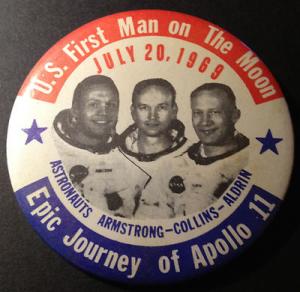 U.S. First Man on The Moon
JULY 20, 1969
ASTRONAUTS ARMSTRONG-COLLINS-ALDRIN
Epic Journey of Apollo 11